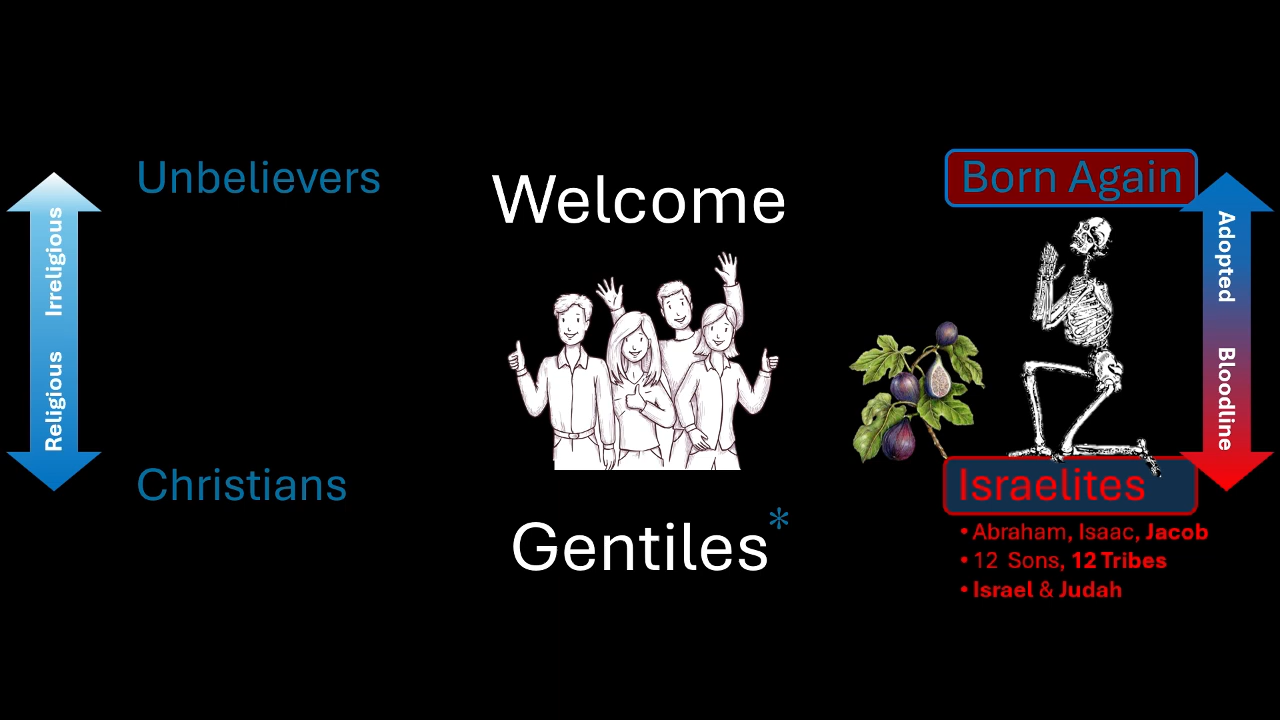 Irreligious
Religious
Unbelievers
Christians
Welcome
Gentiles*
Born Again
Adopted
Bloodline
Israelites
• Abraham, Isaac, Jacob
• 12 Sons, 12 Tribes
• Israel & Judah